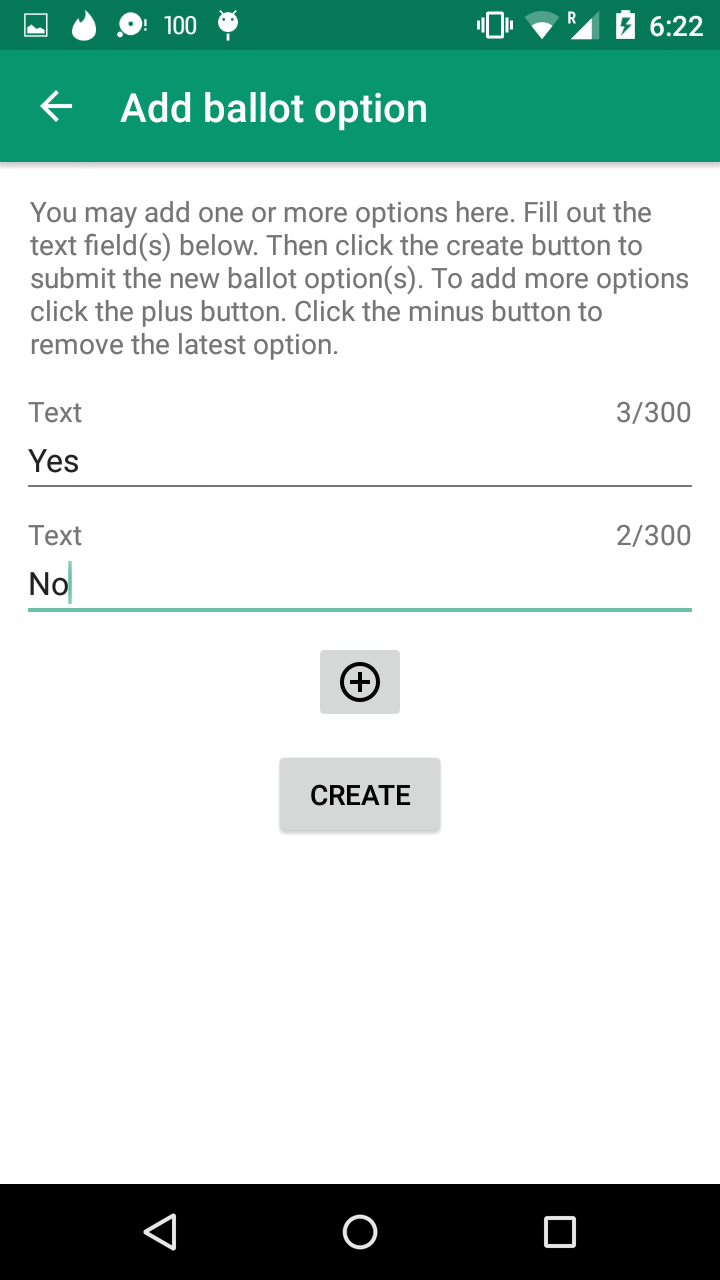 100
R
6:22
Add ballot option
You may add one or more options here. Fill out the
text field(s) below. Then click the create button to
submit the new ballot option(s). To add more options
click the plus button. Click the minus button to
remove the latest option.
Text 3/300
Yes
Text 2/300
No
CREATE